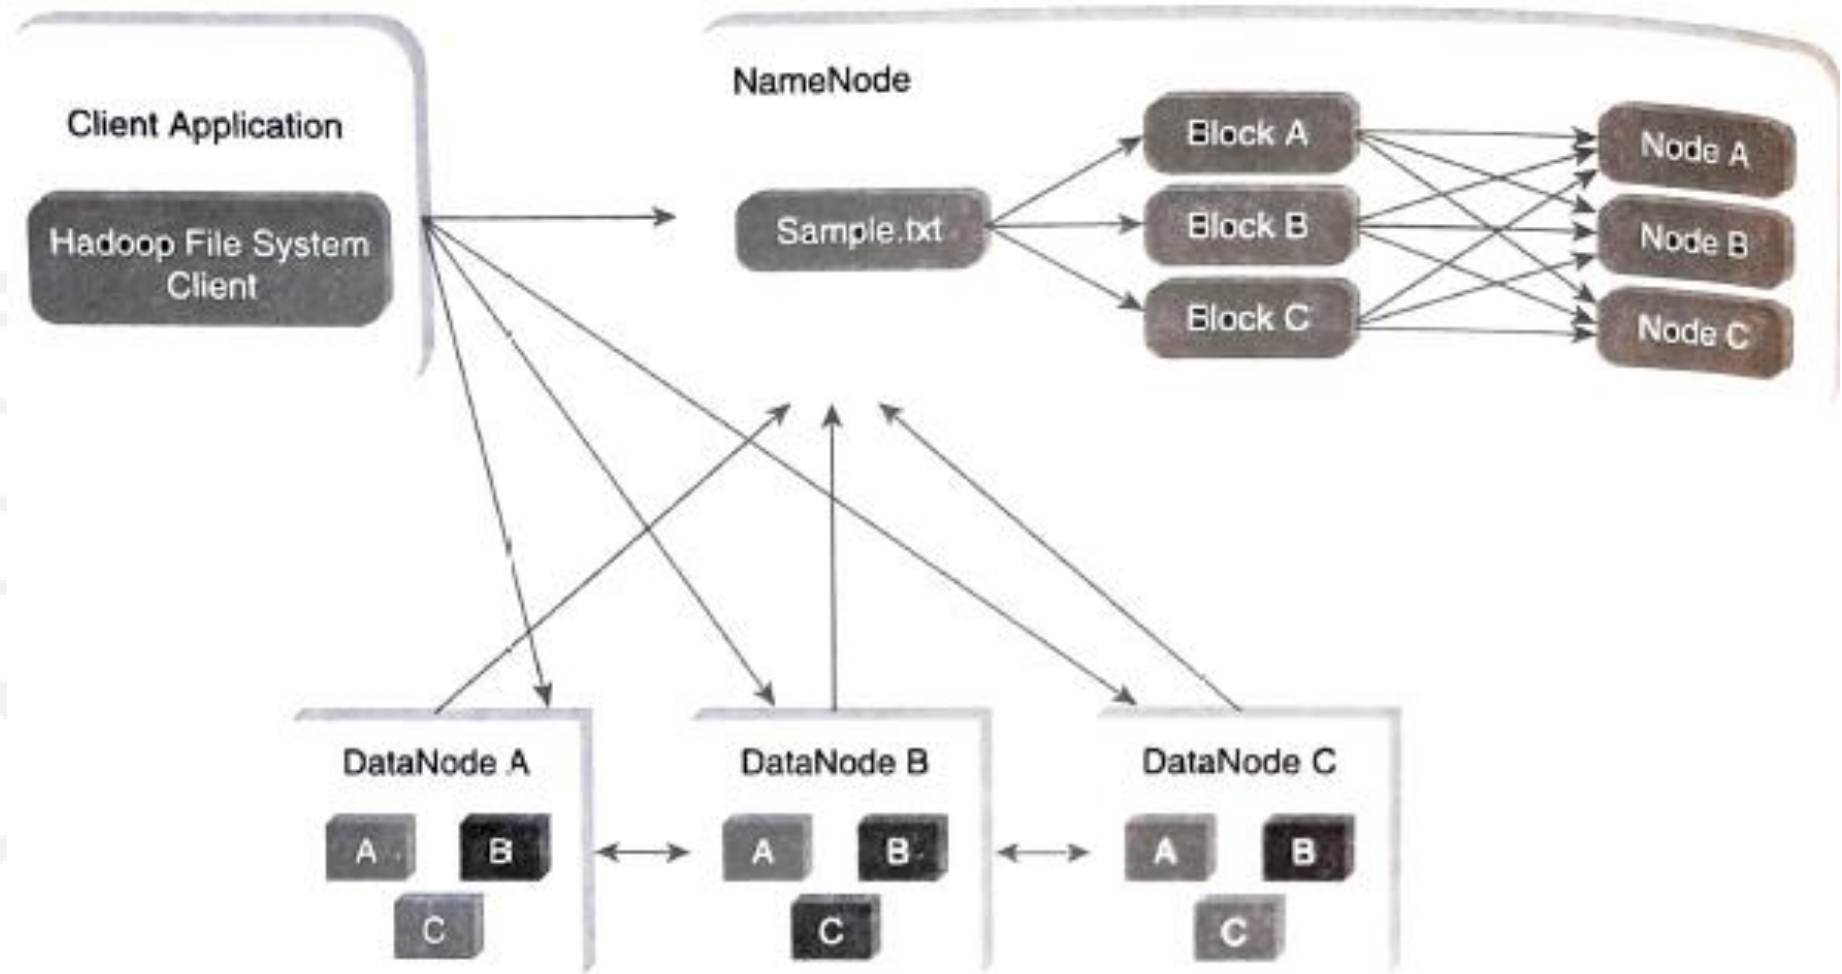 Client Application
Hadoop File System
Client
NameNode
Sample.txt
Block A
Block B
Block C
Node A
Node B
Node C
DataNode A
A
B
C
DataNode B
A
B
C
DataNode C
A
B
C